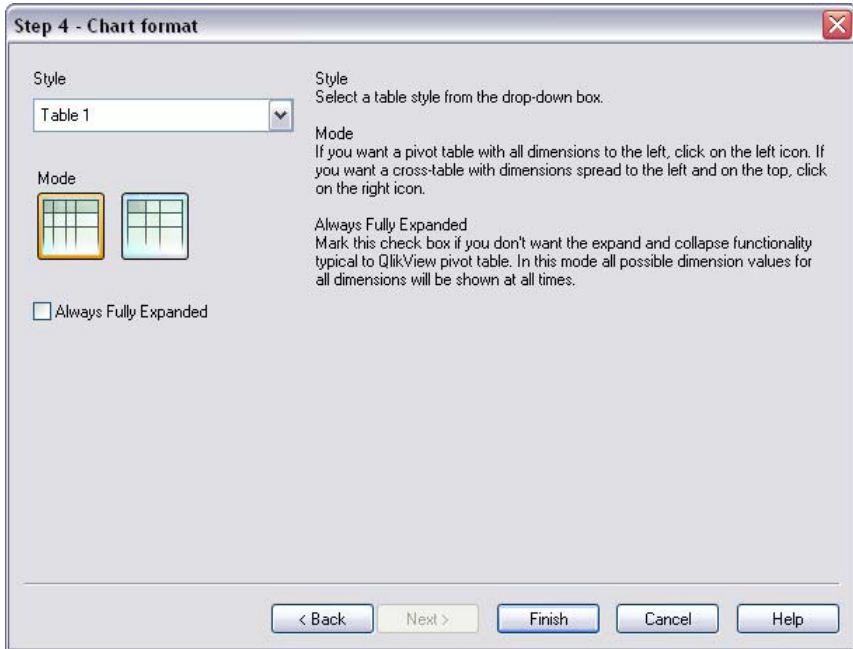 Step 4 - Chart format
Style
Table 1
Mode
Always Fully Expanded
Style
Select a table style from the drop-down box.
Mode
If you want a pivot table with all dimensions to the left, click on the left icon. If
you want a cross-table with dimensions spread to the left and on the top, click
on the right icon.
Always Fully Expanded
Mark this check box if you don't want the expand and collapse functionality
typical to QlikView pivot table. In this mode all possible dimension values for
all dimensions will be shown at all times.
< Back
Next >
Finish
Cancel
Help